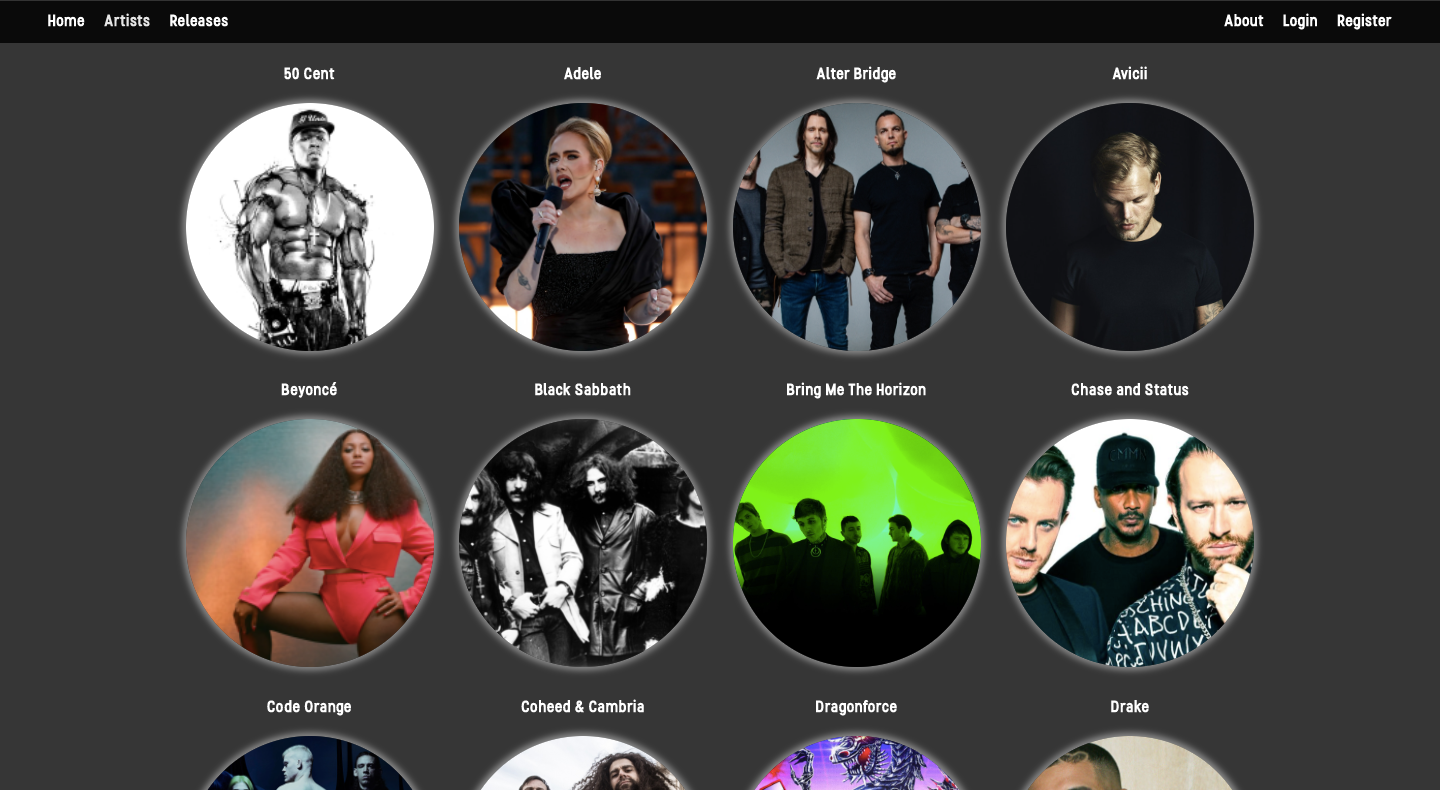 Home Artists Releases About Login Register
50 Cent Adele Alter Bridge Avicii
Beyoncé Black Sabbath Bring Me The Horizon Chase and Status
Code Orange Coheed & Cambria Dragonforce Drake